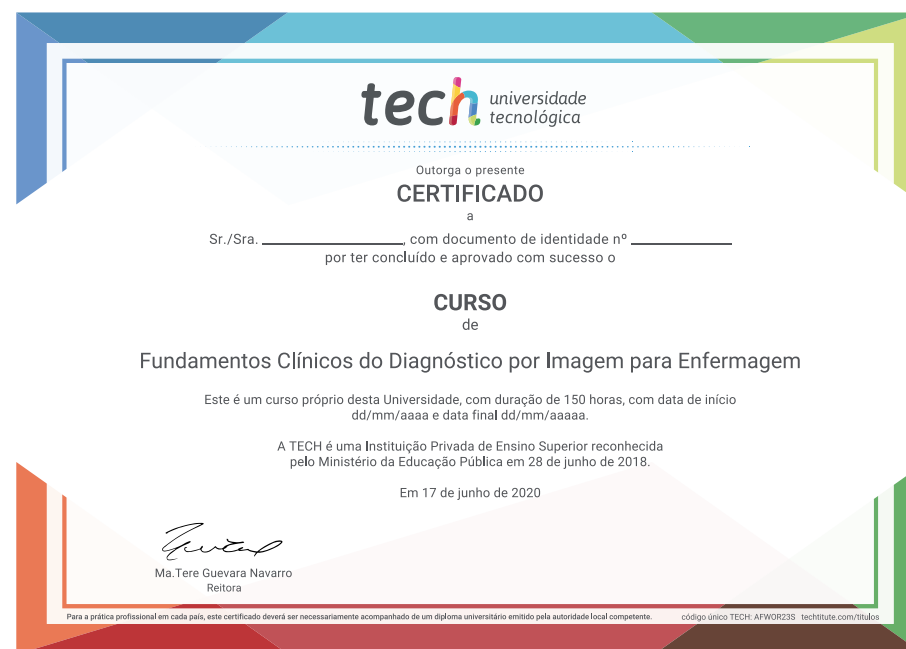 tech universidade
tecnológica
Outorga o presente
CERTIFICADO
a
Sr./Sra. ________________, com documento de identidade nº ____________
por ter concluído e aprovado com sucesso o
CURSO
de
Fundamentos Clínicos do Diagnóstico por Imagem para Enfermagem
Este é um curso próprio desta Universidade, com duração de 150 horas, com data de início
dd/mm/aaaa e data final dd/mm/aaaaa.
A TECH é uma Instituição Privada de Ensino Superior reconhecida
pelo Ministério da Educação Pública em 28 de junho de 2018.
Em 17 de junho de 2020
Ma.Tere Guevara Navarro
Reitora
Para a prática profissional em cada país, este certificado deverá ser necessariamente acompanhado de um diploma universitário emitido pela autoridade local competente. código único TECH: AFWOR23S techtitute.com/titulos